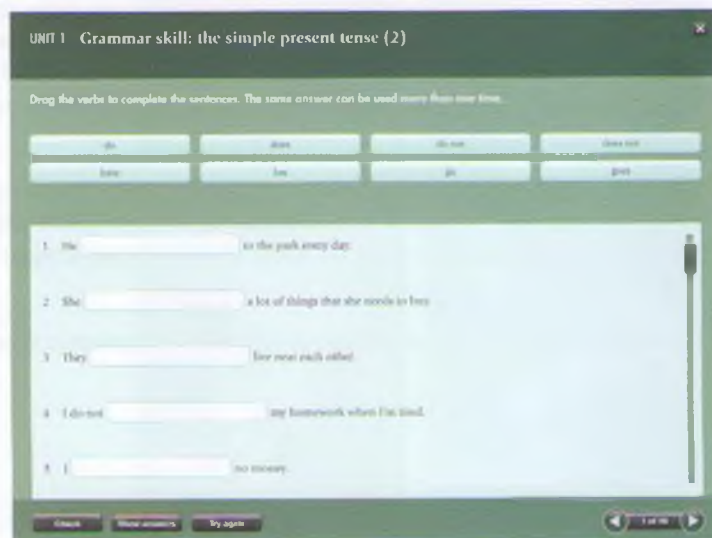 UNIT 1 Grammar skill: the simple present tense (2)
Drag the verbs to complete the sentences. The same answer can be used more than one time.
do does do not does not
have has go goes
1 He to the park every day.
2 She a lot of things that she needs to buy.
3 They live near each other.
4 I do not my homework when I'm tired.
5 I no money.
Check Show answers Try again
1 of 10